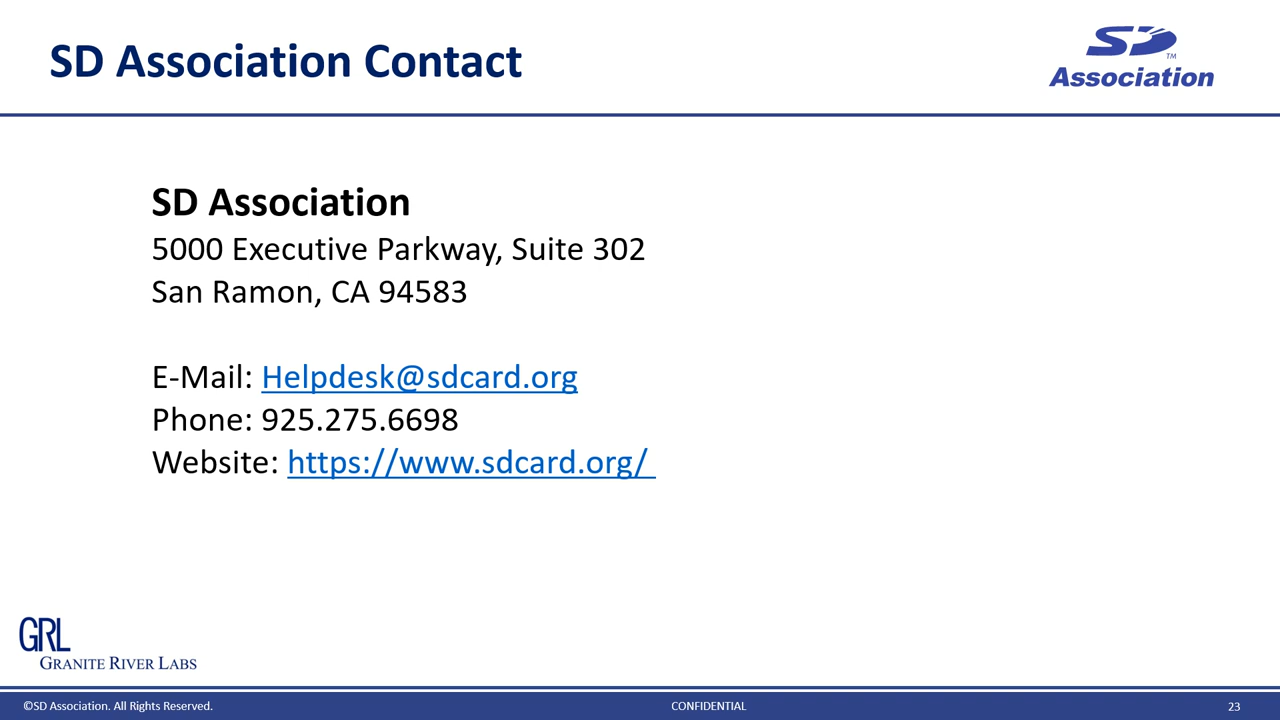 SD Association Contact
SD
TM
Association
SD Association
5000 Executive Parkway, Suite 302
San Ramon, CA 94583
E-Mail: Helpdesk@sdcard.org
Phone: 925.275.6698
Website: https://www.sdcard.org/
GRL
GRANITE RIVER LABS
©SD Association. All Rights Reserved. CONFIDENTIAL 23